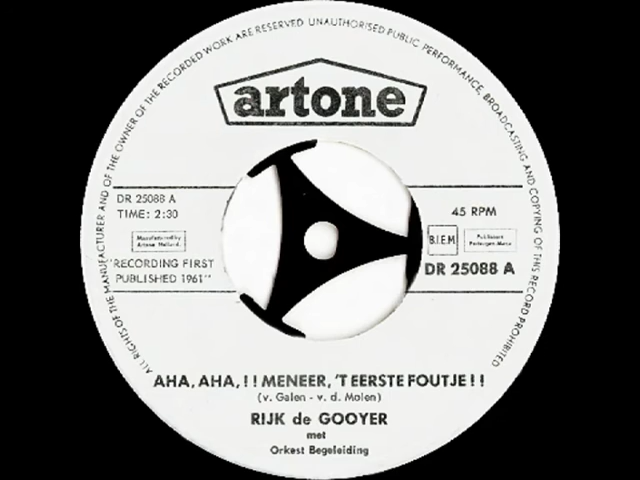 ALL RIGHTS OF THE MANUFACTURER AND OF THE OWNER OF THE RECORDED WORK ARE RESERVED UNAUTHORISED PUBLIC PERFORMANCE, BROADCASTING AND COPYING OF THIS RECORD PROHIBITED
artone
DR 25088 A
TIME: 2:30
Manufactured by
Artone Holland.
"RECORDING FIRST
PUBLISHED 1961"
45 RPM
B.I.E.M.
DR 25088 A
AHA, AHA, !! MENEER, 'T EERSTE FOUTJE !!
(v. Galen - v. d. Molen)
RIJK de GOOYER
met
Orkest Begeleiding